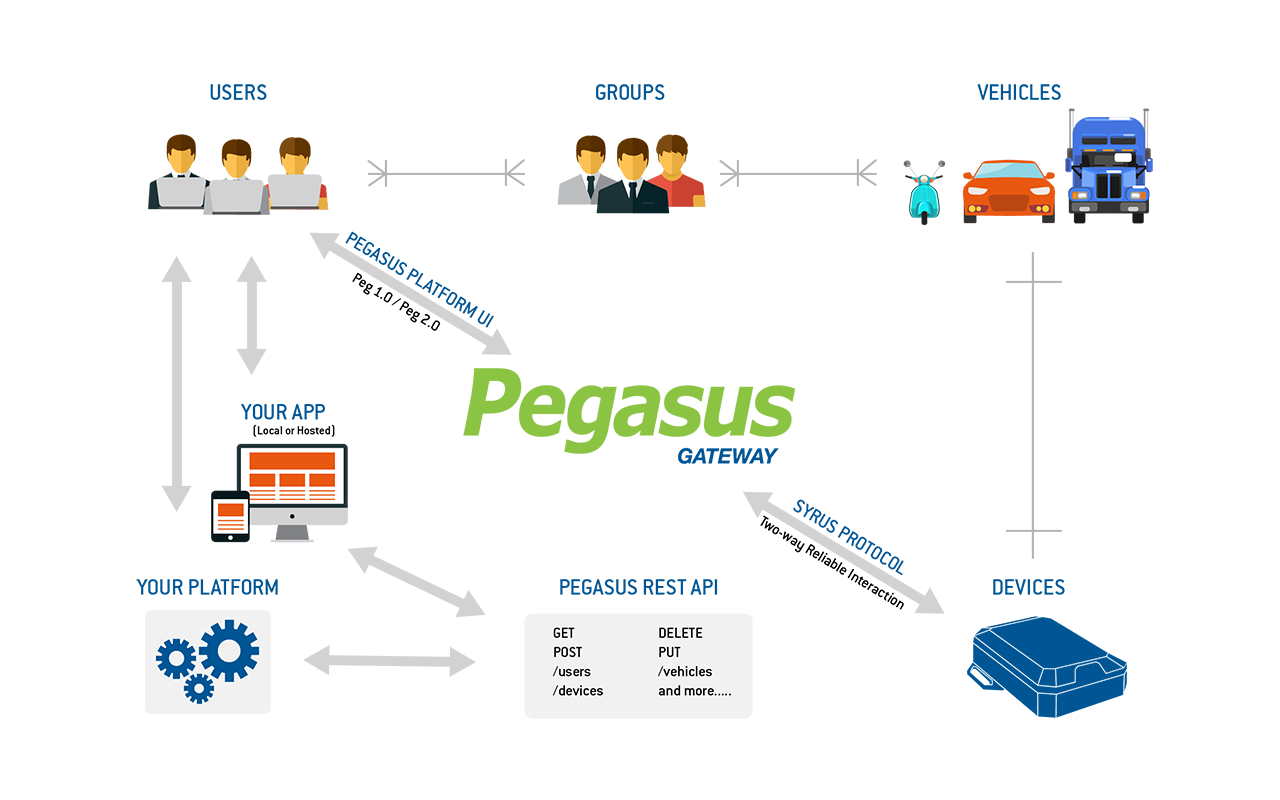 USERS
GROUPS
VEHICLES
PEGASUS PLATFORM UI
Peg 1.0 / Peg 2.0
Pegasus
GATEWAY
YOUR APP
(Local or Hosted)
SYRUS PROTOCOL
Two-way Reliable Interaction
YOUR PLATFORM
PEGASUS REST API
DEVICES
GET
DELETE
POST
PUT
/users
/vehicles
/devices
and more.....